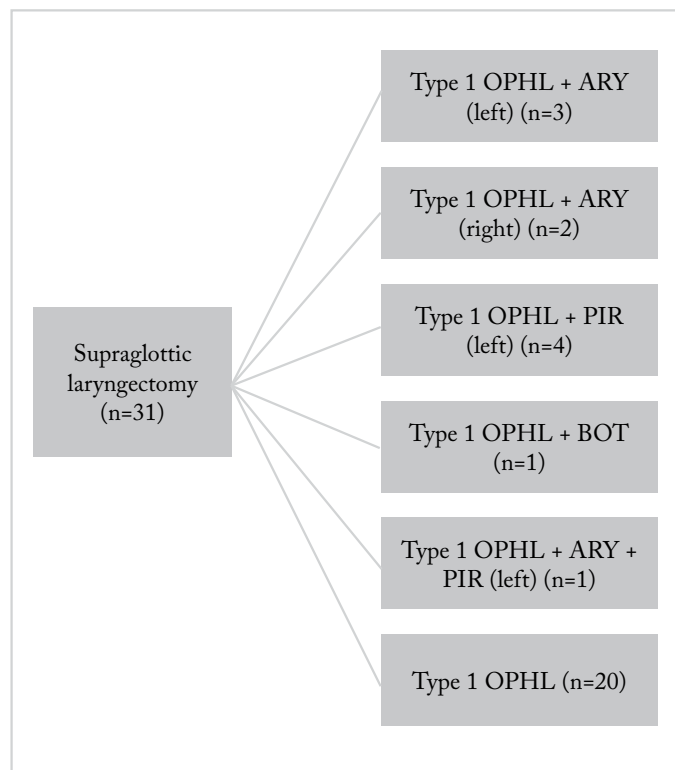 Supraglottic
laryngectomy
(n=31)
Type 1 OPHL + ARY
(left) (n=3)
Type 1 OPHL + ARY
(right) (n=2)
Type 1 OPHL + PIR
(left) (n=4)
Type 1 OPHL + BOT
(n=1)
Type 1 OPHL + ARY +
PIR (left) (n=1)
Type 1 OPHL (n=20)